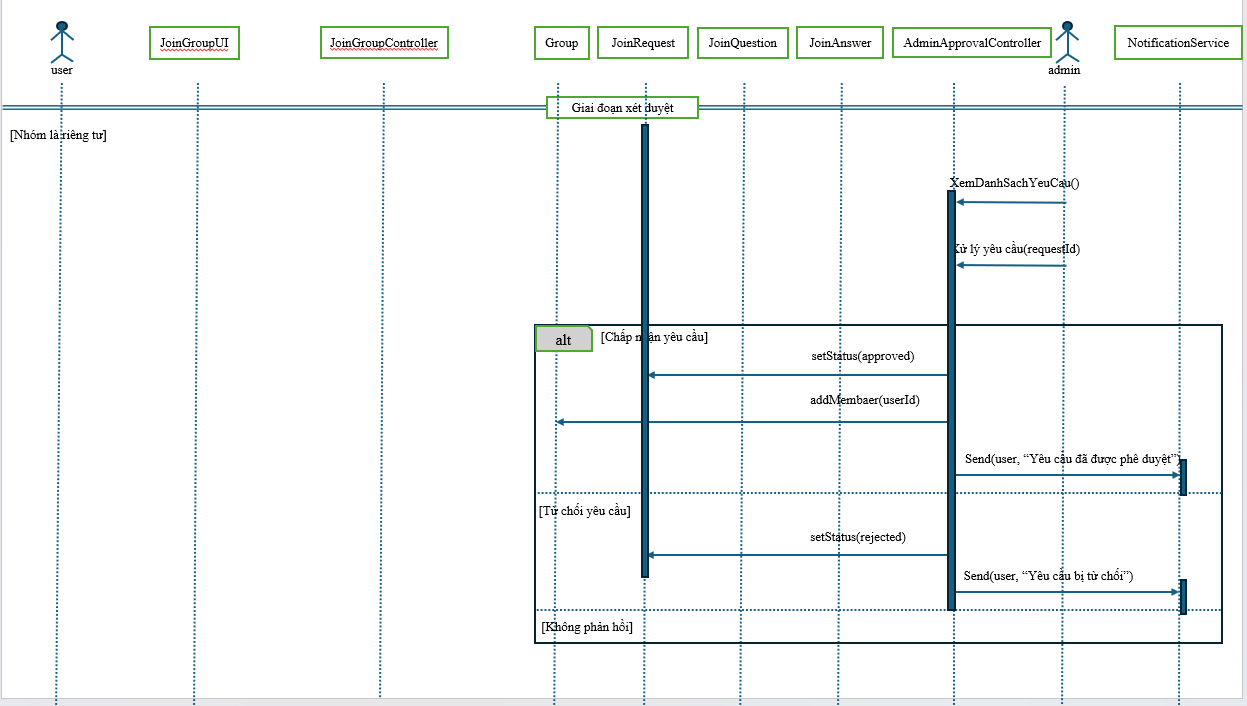 user
JoinGroupUI
JoinGroupController
Group
JoinRequest
JoinQuestion
JoinAnswer
AdminApprovalController
admin
NotificationService
Giai đoạn xét duyệt
[Nhóm là riêng tư]
XemDanhSachYeuCau()
Xử lý yêu cầu(requestId)
alt
[Chấp nhận yêu cầu]
setStatus(approved)
addMembaer(userId)
Send(user, “Yêu cầu đã được phê duyệt”)
[Từ chối yêu cầu]
setStatus(rejected)
Send(user, “Yêu cầu bị từ chối”)
[Không phản hồi]